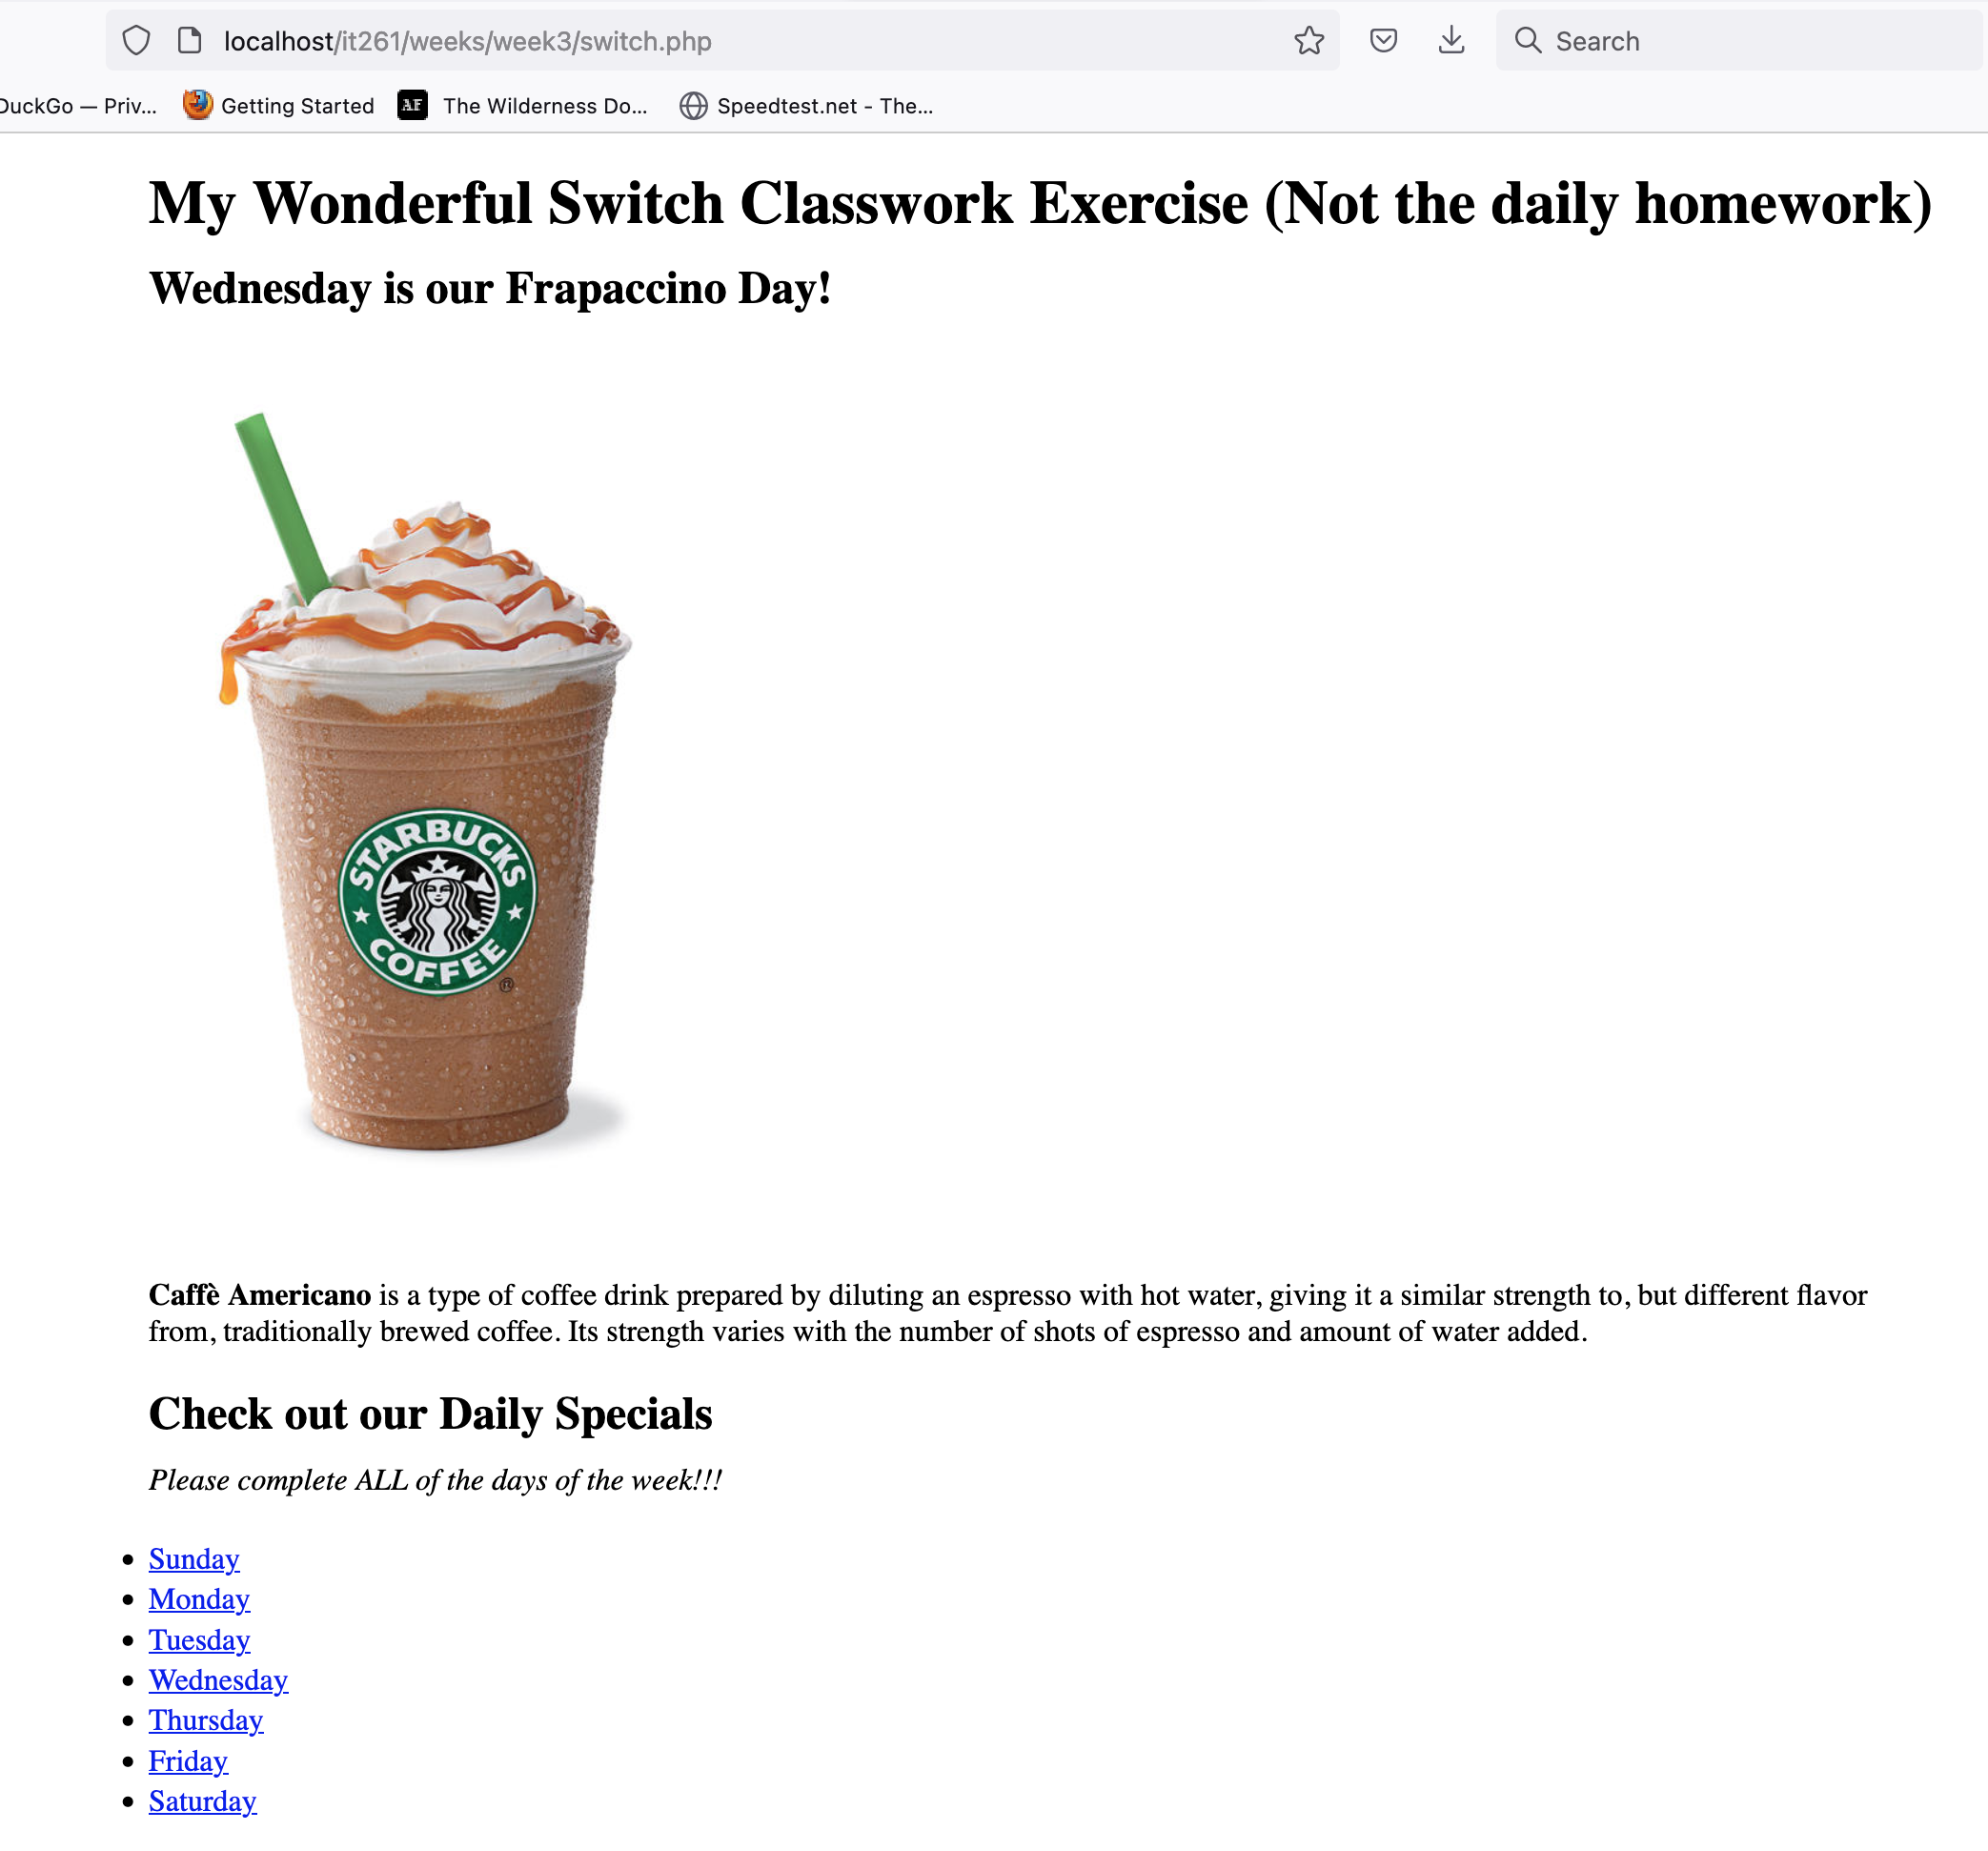 localhost/it261/weeks/week3/switch.php
Search
DuckGo — Priv...
Getting Started
AF
The Wilderness Do...
Speedtest.net - The...
My Wonderful Switch Classwork Exercise (Not the daily homework)
Wednesday is our Frapaccino Day!
STARBUCKS
COFFEE
®
Caffè Americano is a type of coffee drink prepared by diluting an espresso with hot water, giving it a similar strength to, but different flavor
from, traditionally brewed coffee. Its strength varies with the number of shots of espresso and amount of water added.
Check out our Daily Specials
Please complete ALL of the days of the week!!!
Sunday
Monday
Tuesday
Wednesday
Thursday
Friday
Saturday